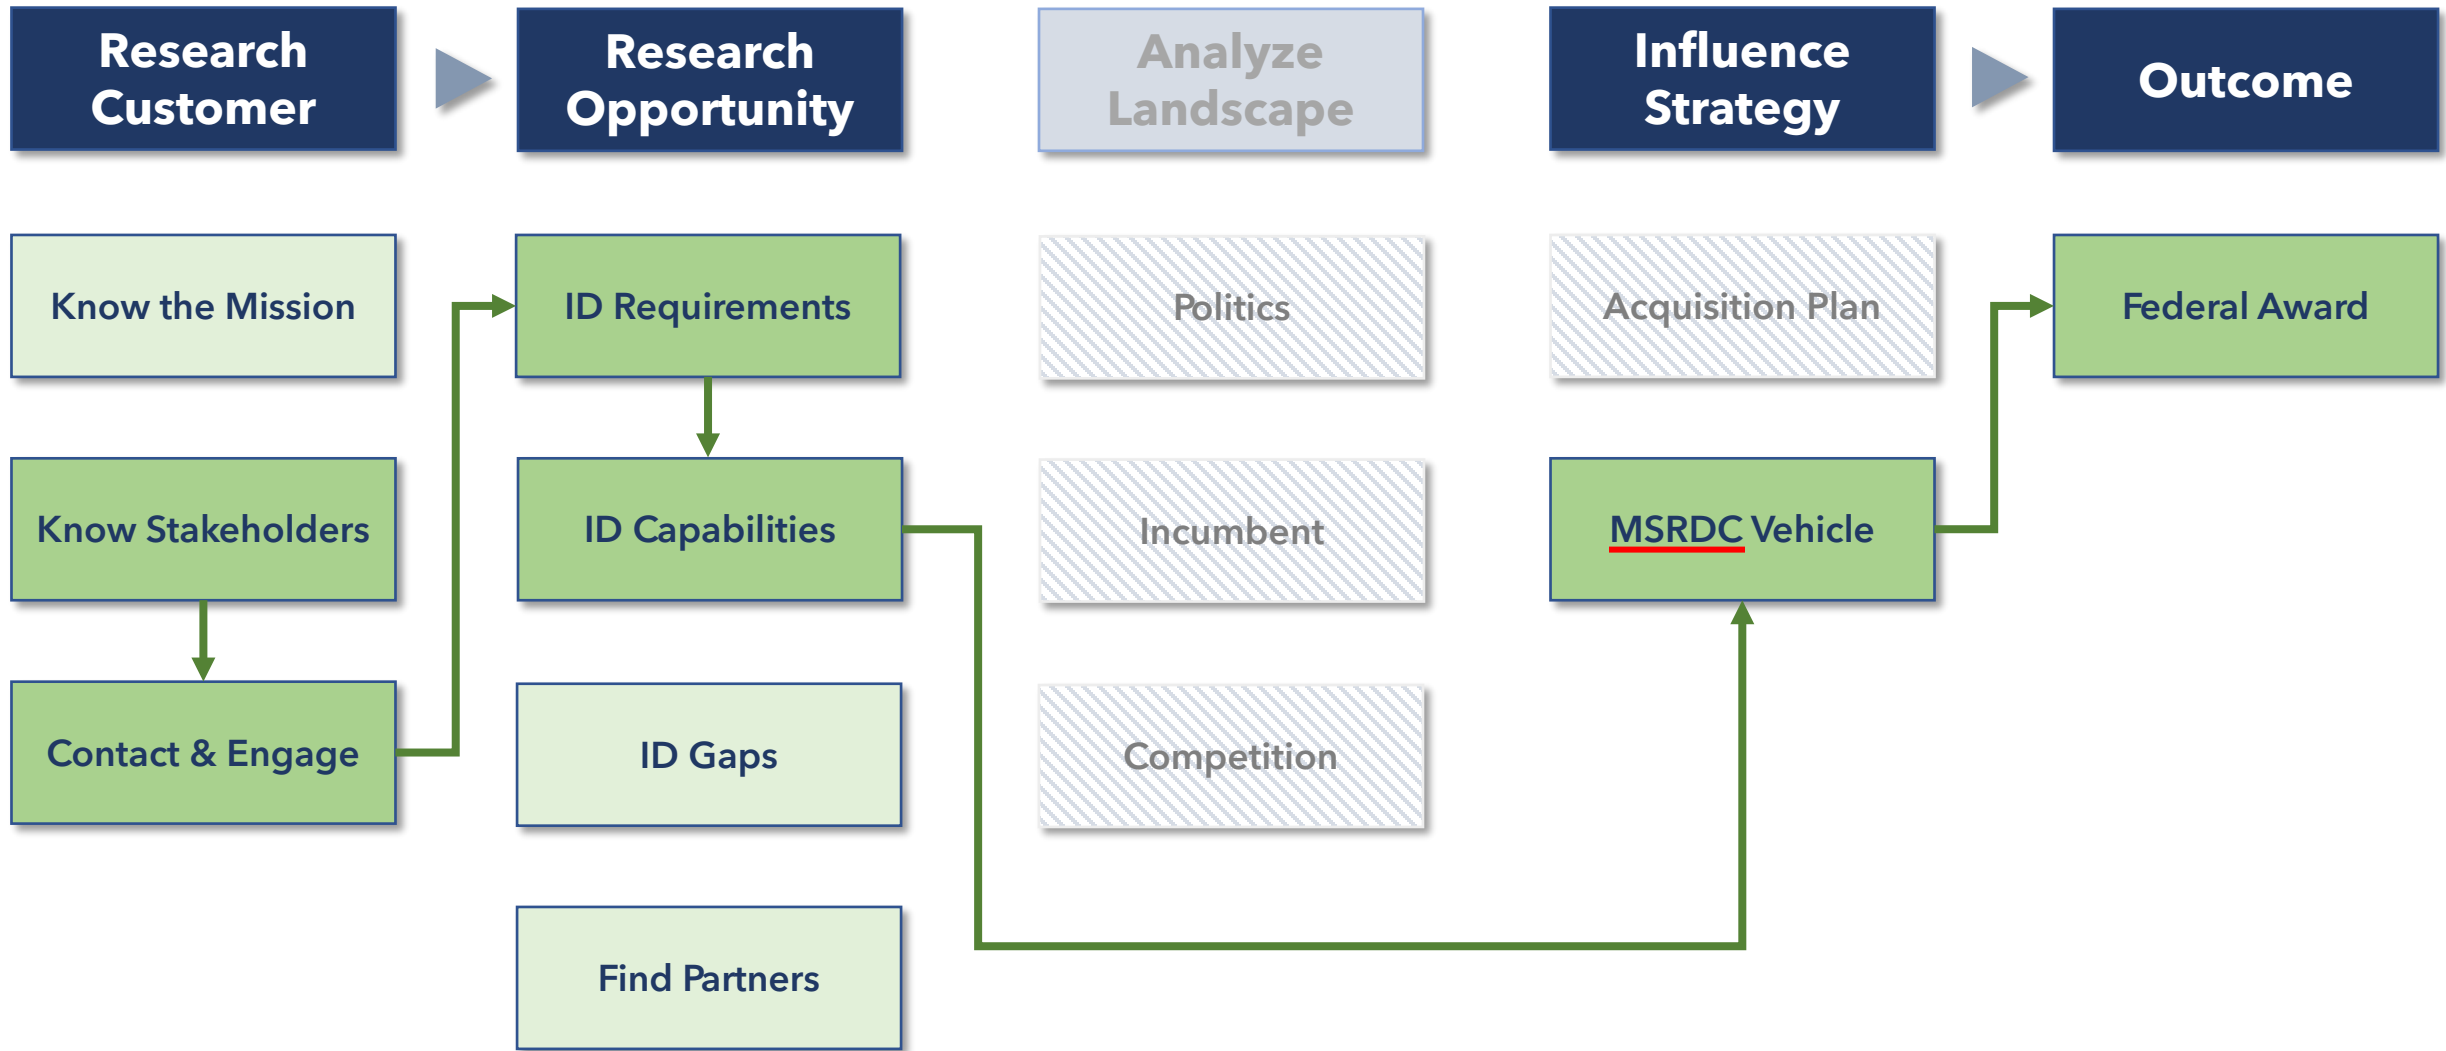 Research
Customer
Research
Opportunity
Analyze
Landscape
Influence
Strategy
Outcome
Know the Mission
ID Requirements
Politics
Acquisition Plan
Federal Award
Know Stakeholders
ID Capabilities
Incumbent
MSRDC Vehicle
Contact & Engage
ID Gaps
Competition
Find Partners